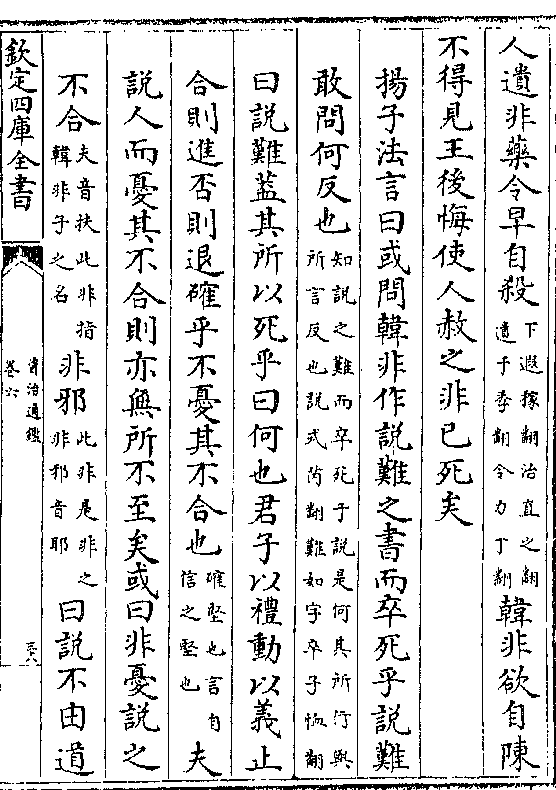 人遺非藥令早自殺下遐稼翻治直之翻遺于季翻令力丁翻韓非欲自陳
不得見王後悔使人赦之非已死矣
揚子法言曰或問韓非作說難之書而卒死乎說難
敢問何反也知說之難而卒死于說是何其所行與所言反也說式芮翻難如字卒子恤翻
曰說難蓋其所以死乎曰何也君子以禮動以義止
合則進否則退確乎不憂其不合也確堅也言自信之堅也夫
說人而憂其不合則亦無所不至矣或曰非憂說之
不合夫音扶此非指韓非子之名非邪此非是非之非邪音耶曰說不由道
欽定四庫全書
資治通鑑
卷六